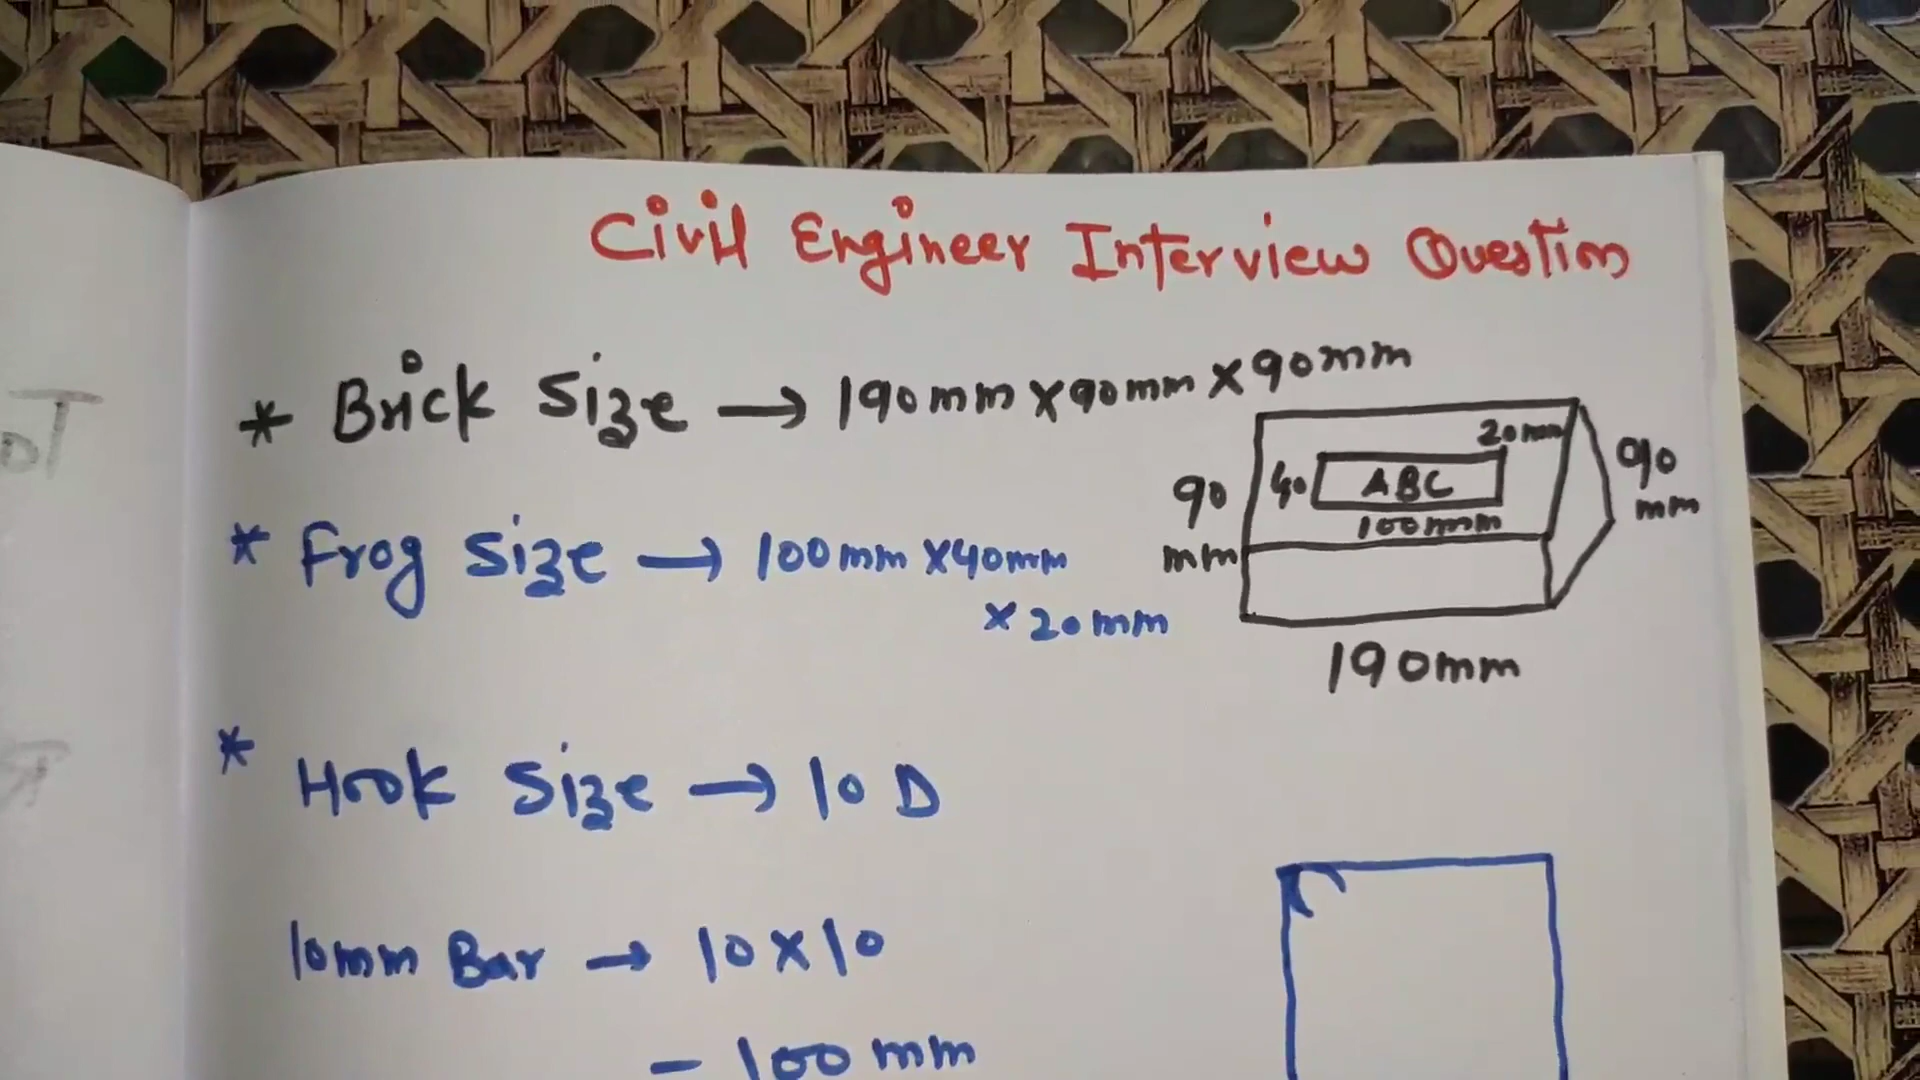 Civil Engineer Interview Question
* Brick Size → 190mm x 90mm x 90mm
20mm
90 mm
40
ABC
100mm
90 mm
190mm
* Frog Size → 100mm x 40mm
x 20mm
* Hook Size → 10 D
10mm Bar → 10 x 10
- 100 mm